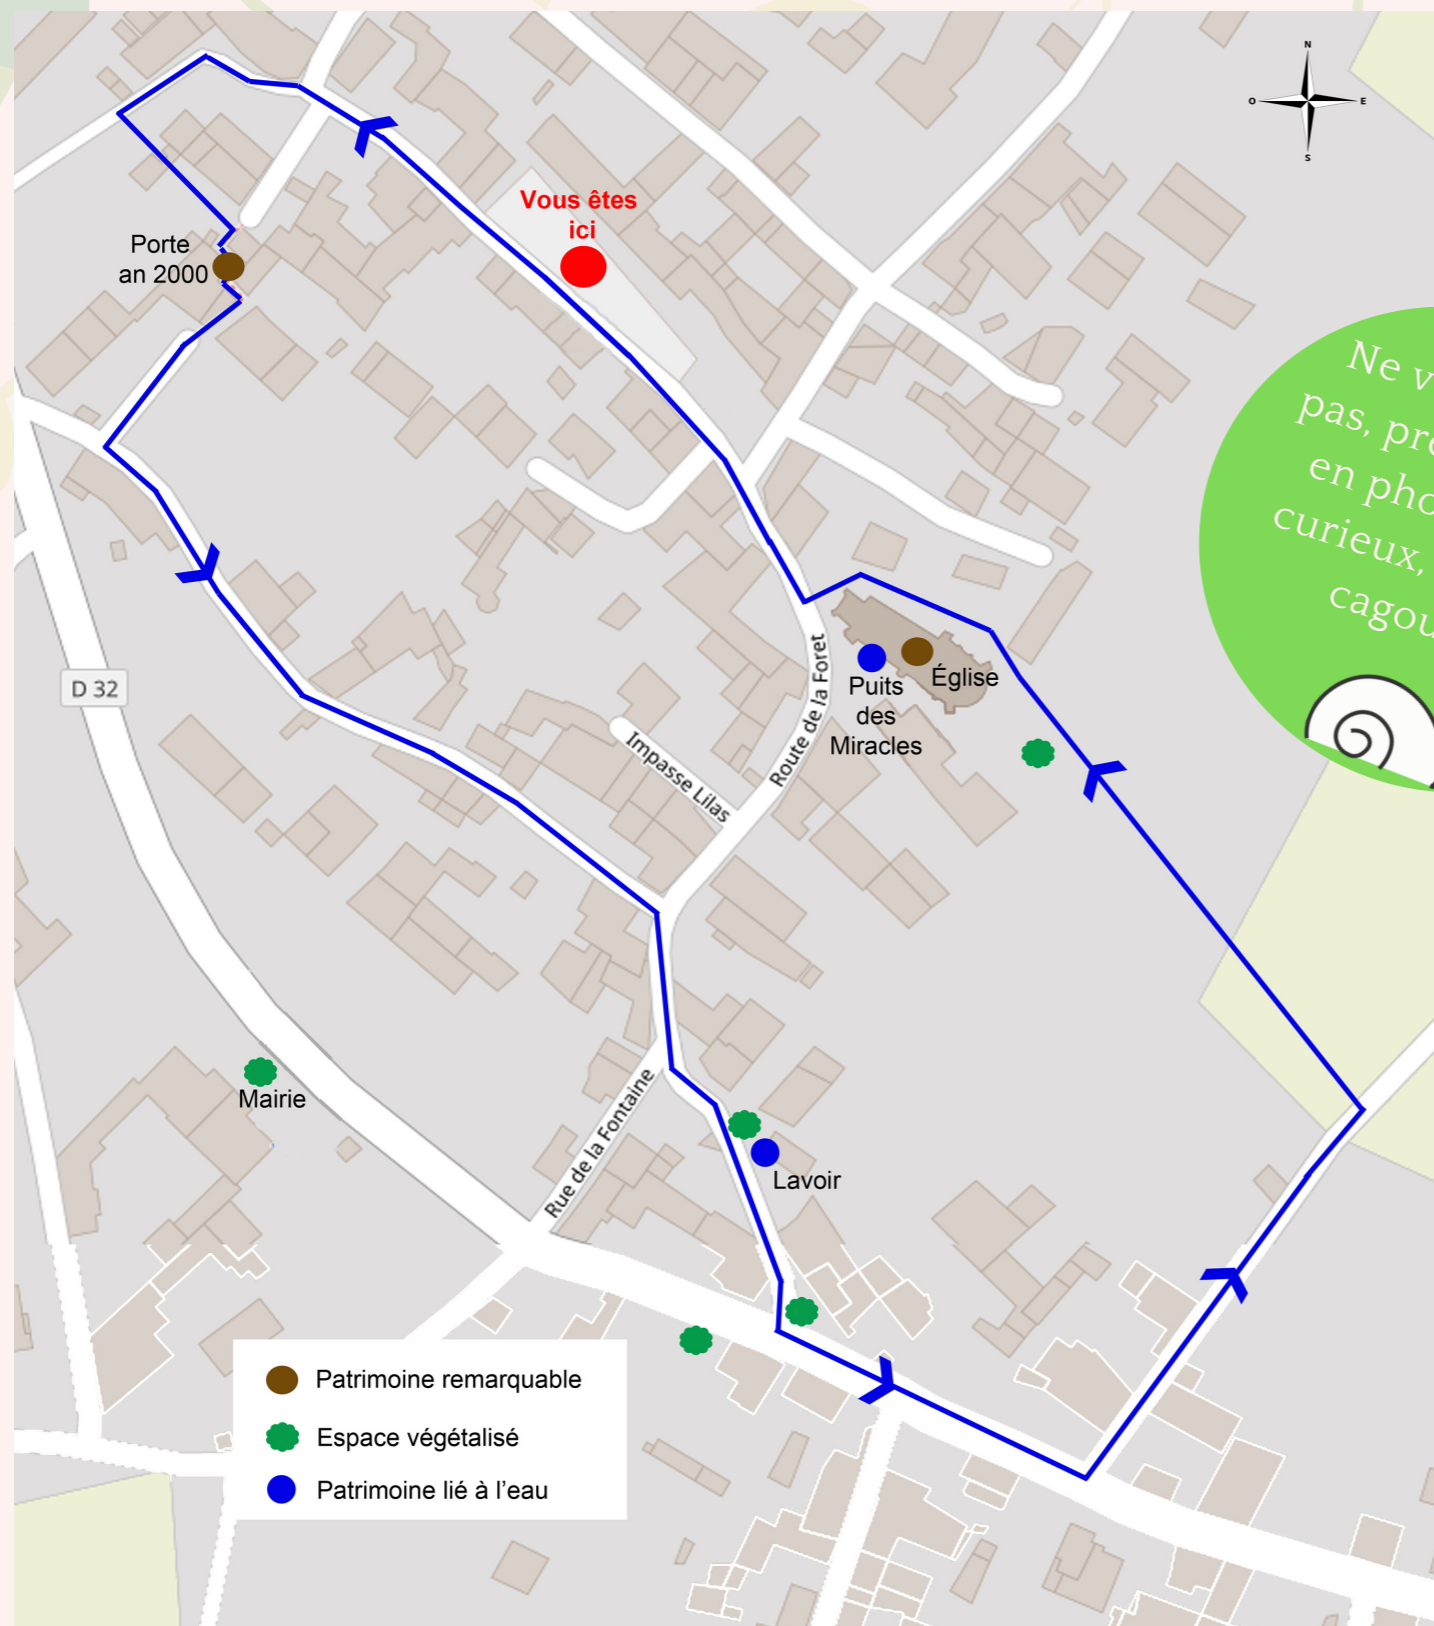 N
O
E
S
Vous êtes
ici
Porte
an 2000
Ne v
pas, pr
en pho
curieux,
cagou
D 32
Route de la Foret
Église
Puits
des
Miracles
Impasse Lilas
Mairie
Rue de la Fontaine
Lavoir
Patrimoine remarquable
Espace végétalisé
Patrimoine lié à l'eau